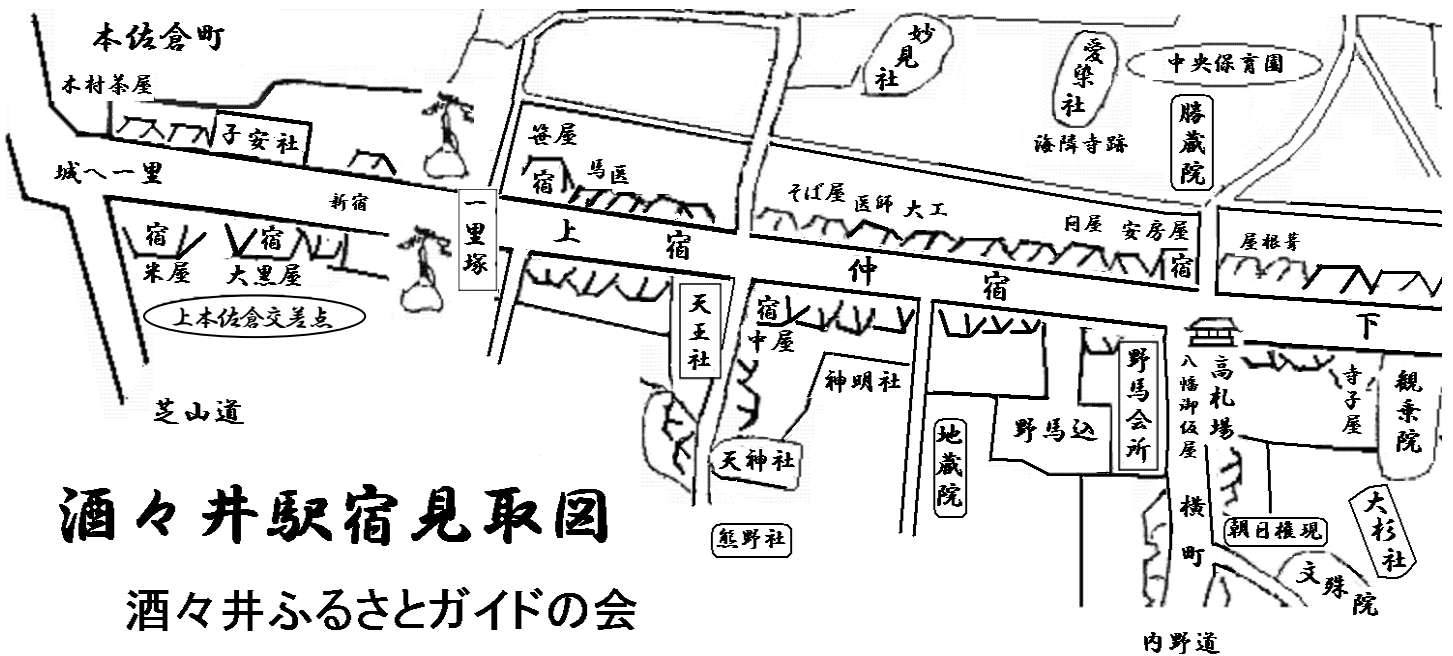 本佐倉町
木村茶屋
子安社
城へ一里
新宿
宿
米屋
宿
大黒屋
上本佐倉交差点
芝山道
一里塚
笹屋
宿
馬医
上宿
天王社
妙見社
愛染社
海隣寺跡
中央保育園
勝蔵院
そば屋
医師
大工
問屋
安房屋
宿
屋根葺
仲宿
下
宿
中屋
神明社
天神社
熊野社
地蔵院
野馬込
野馬会所
八幡御仮屋
高札場
寺子屋
観乗院
横町
朝日権現
大杉社
文殊院
内野道
酒々井駅宿見取図
酒々井ふるさとガイドの会